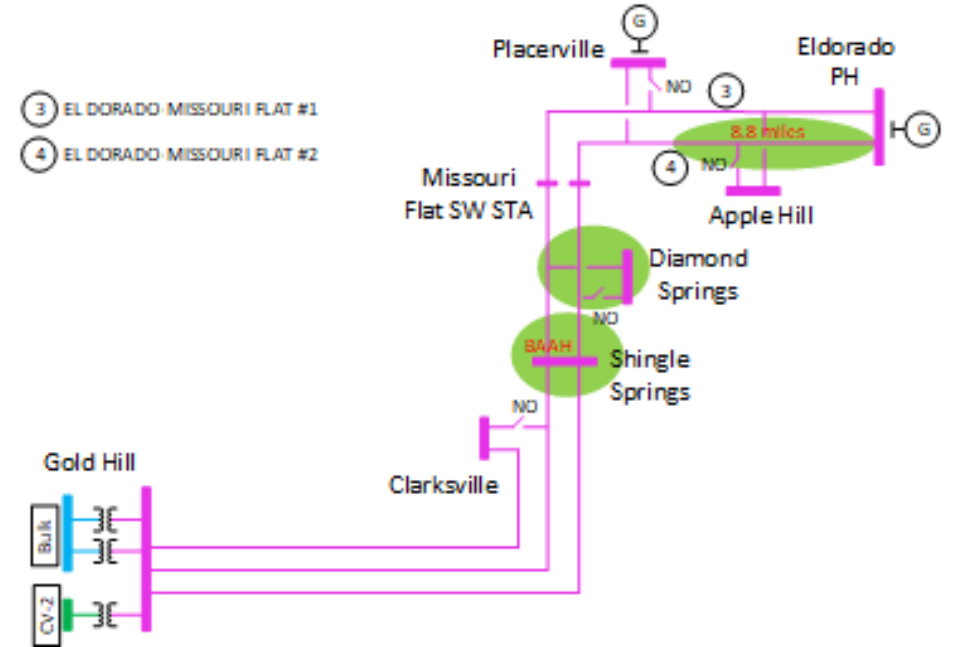 G
Placerville
Eldorado
PH
NO
3
3 EL DORADO-MISSOURI FLAT #1
8.8 miles
G
4 EL DORADO-MISSOURI FLAT #2
4
NO
Missouri
Flat SW STA
Apple Hill
Diamond
Springs
NO
BAAH
Shingle
Springs
NO
Gold Hill
Clarksville
Bulk
CV-2